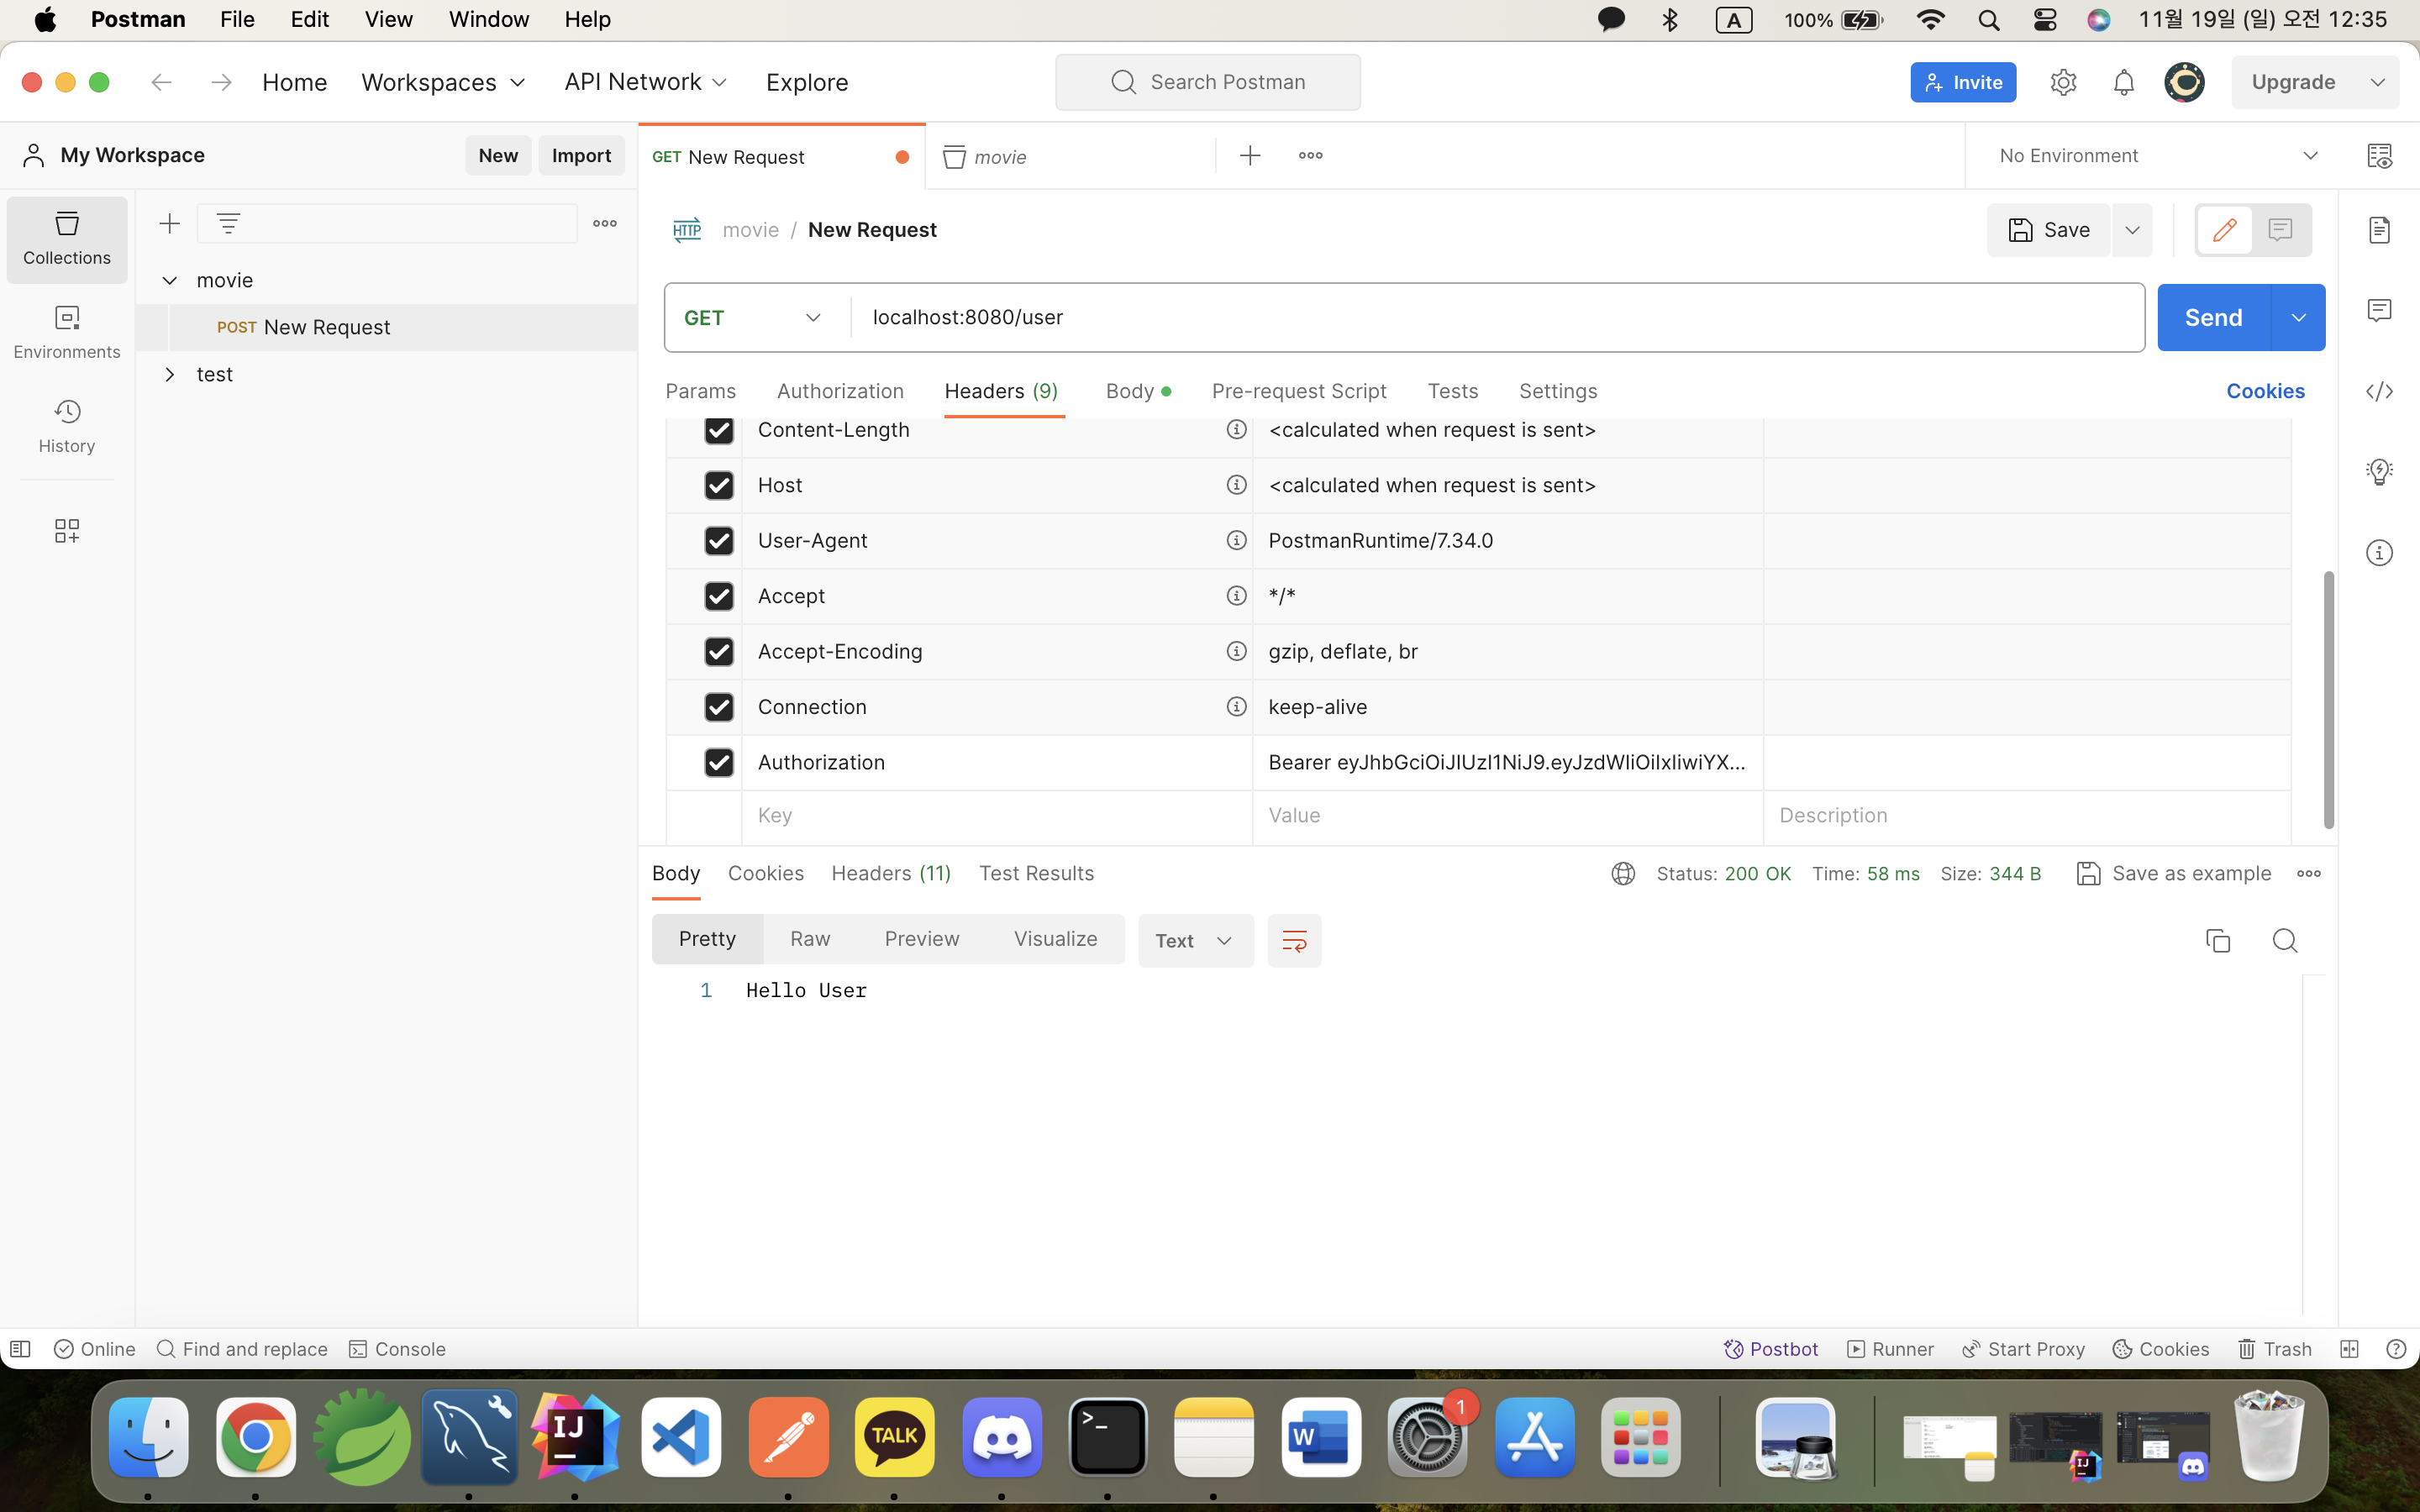 Postman File Edit View Window Help A 100% 11월 19일 (일) 오전 12:35
Home Workspaces API Network Explore Search Postman Invite Upgrade
My Workspace New Import GET New Request movie No Environment
Collections
Environments
History
movie
POST New Request
test
HTTP movie / New Request Save
GET localhost:8080/user Send
Params Authorization Headers (9) Body Pre-request Script Tests Settings Cookies
Content-Length <calculated when request is sent>
Host <calculated when request is sent>
User-Agent PostmanRuntime/7.34.0
Accept */*
Accept-Encoding gzip, deflate, br
Connection keep-alive
Authorization Bearer eyJhbGciOiJIUzI1NiJ9.eyJzdWIiOiIxIiwiYX...
Key Value Description
Body Cookies Headers (11) Test Results Status: 200 OK Time: 58 ms Size: 344 B Save as example
Pretty Raw Preview Visualize Text
1 Hello User
Online Find and replace Console Postbot Runner Start Proxy Cookies Trash
IJ TALK >_ W 1 IJ